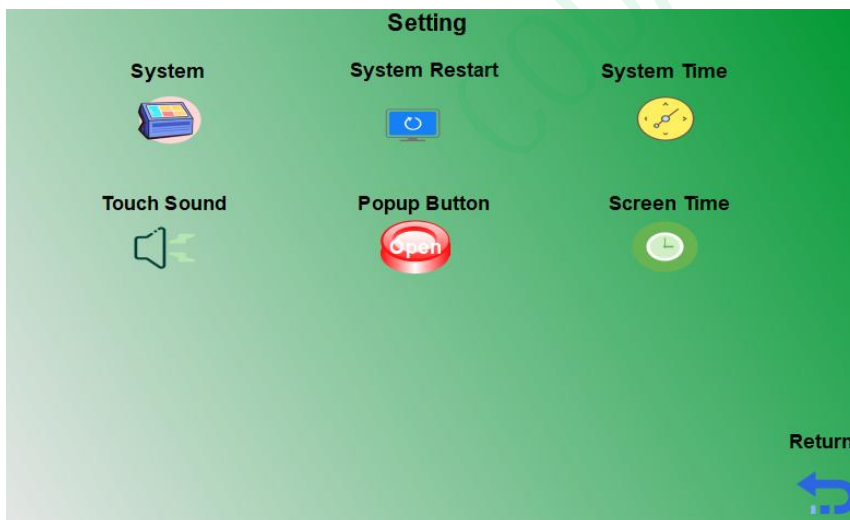 Setting
System
System Restart
System Time
Touch Sound
Popup Button
Screen Time
Open
Return